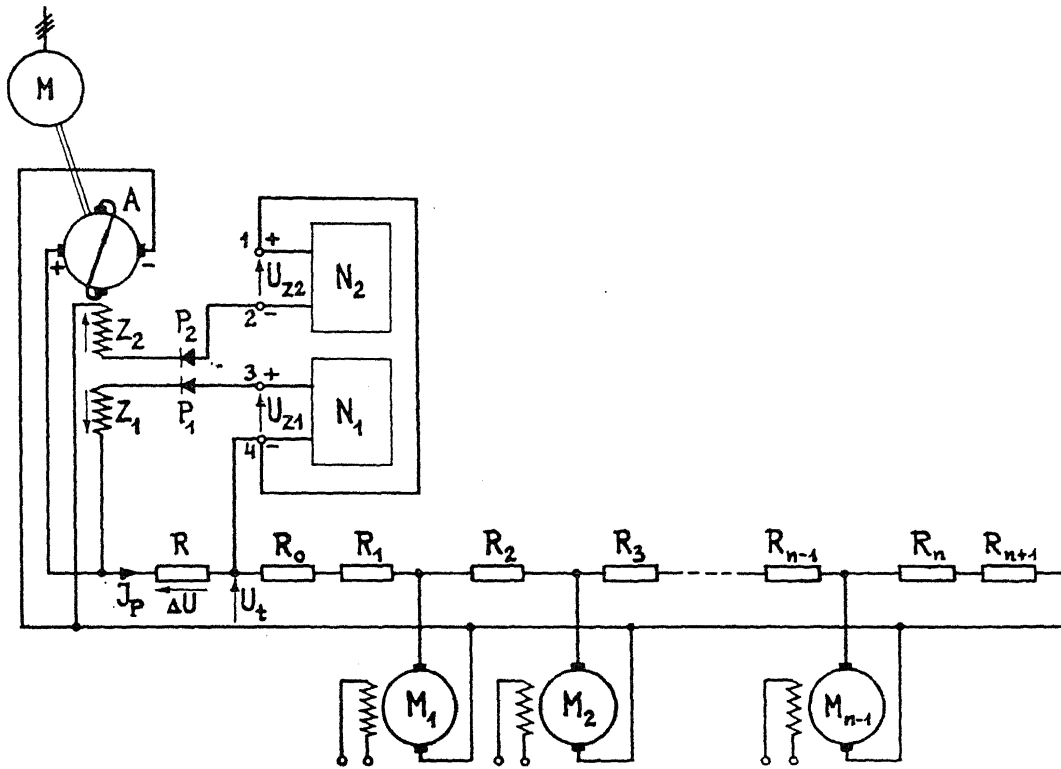 M
A
+ -
1 +
U_Z2 N_2
2 -
P_2
Z_2
3 +
P_1
Z_1 U_Z1 N_1
4 -
R R_0 R_1 R_2 R_3 R_n-1 R_n R_n+1
J_P ΔU U_t
M_1 M_2 M_n-1